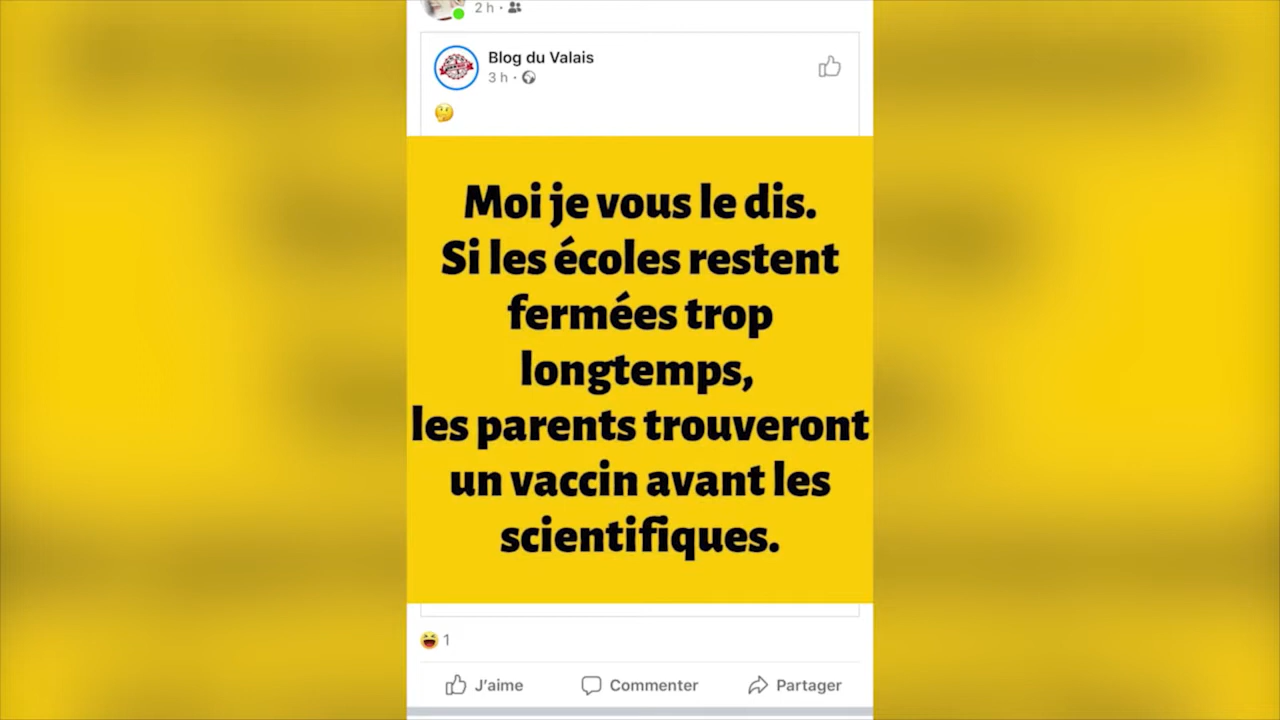 2 h ·
Blog du Valais
3 h ·
Moi je vous le dis.
Si les écoles restent
fermées trop
longtemps,
les parents trouveront
un vaccin avant les
scientifiques.
1
J'aime Commenter Partager